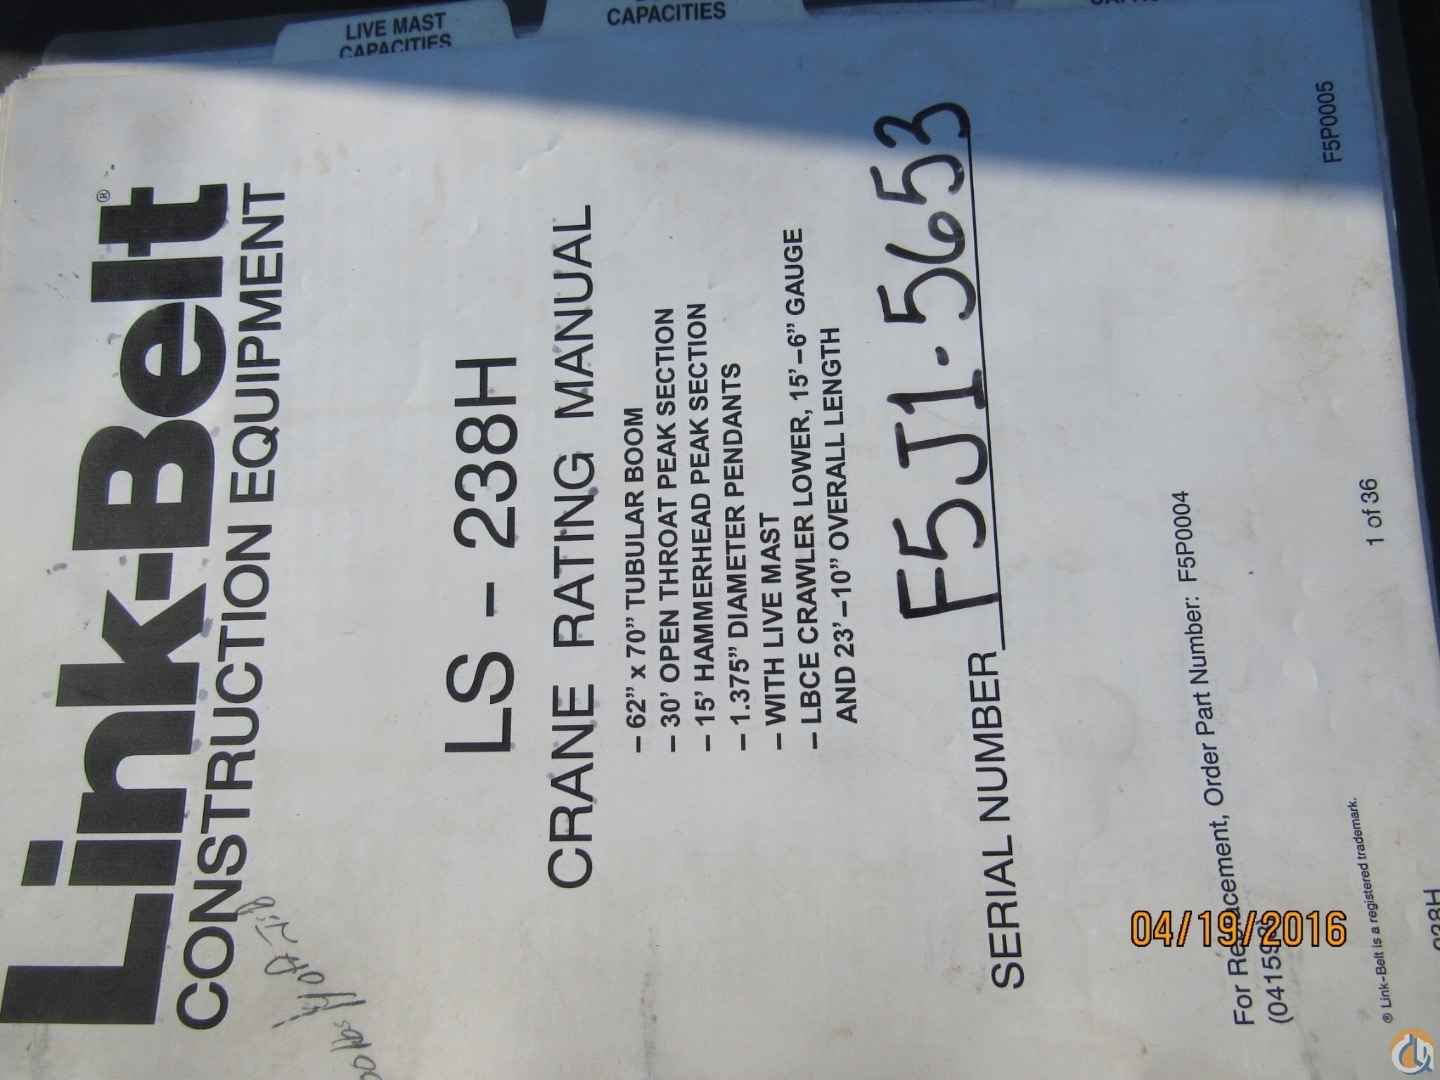 LIVE MAST
CAPACITIES
CAPACITIES
Link-Belt®
CONSTRUCTION EQUIPMENT
LS - 238H
CRANE RATING MANUAL
– 62” x 70” TUBULAR BOOM
– 30’ OPEN THROAT PEAK SECTION
– 15’ HAMMERHEAD PEAK SECTION
– 1.375” DIAMETER PENDANTS
– WITH LIVE MAST
– LBCE CRAWLER LOWER, 15’–6” GAUGE
AND 23’–10” OVERALL LENGTH
SERIAL NUMBER F5J1-5653
For Replacement, Order Part Number: F5P0004
1 of 36
F5P0005
® Link-Belt is a registered trademark.
238H
04/19/2016